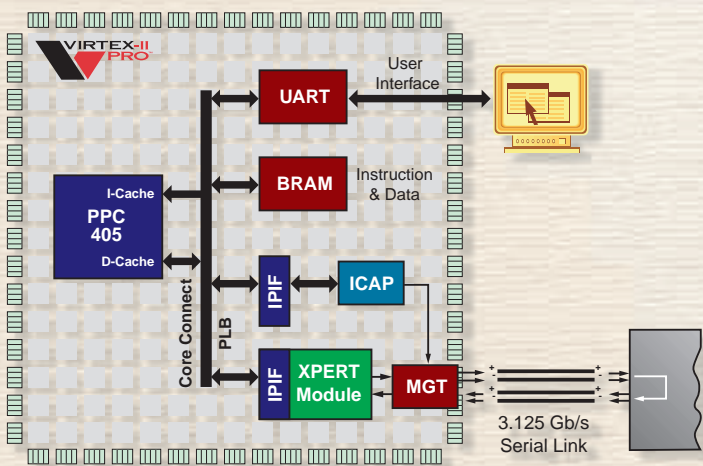 VIRTEX-II
PRO™
User
Interface
UART
BRAM
Instruction
& Data
I-Cache
PPC
405
D-Cache
Core Connect
PLB
IPIF
ICAP
IPIF
XPERT
Module
MGT
+
-
+
-
+
-
+
-
3.125 Gb/s
Serial Link